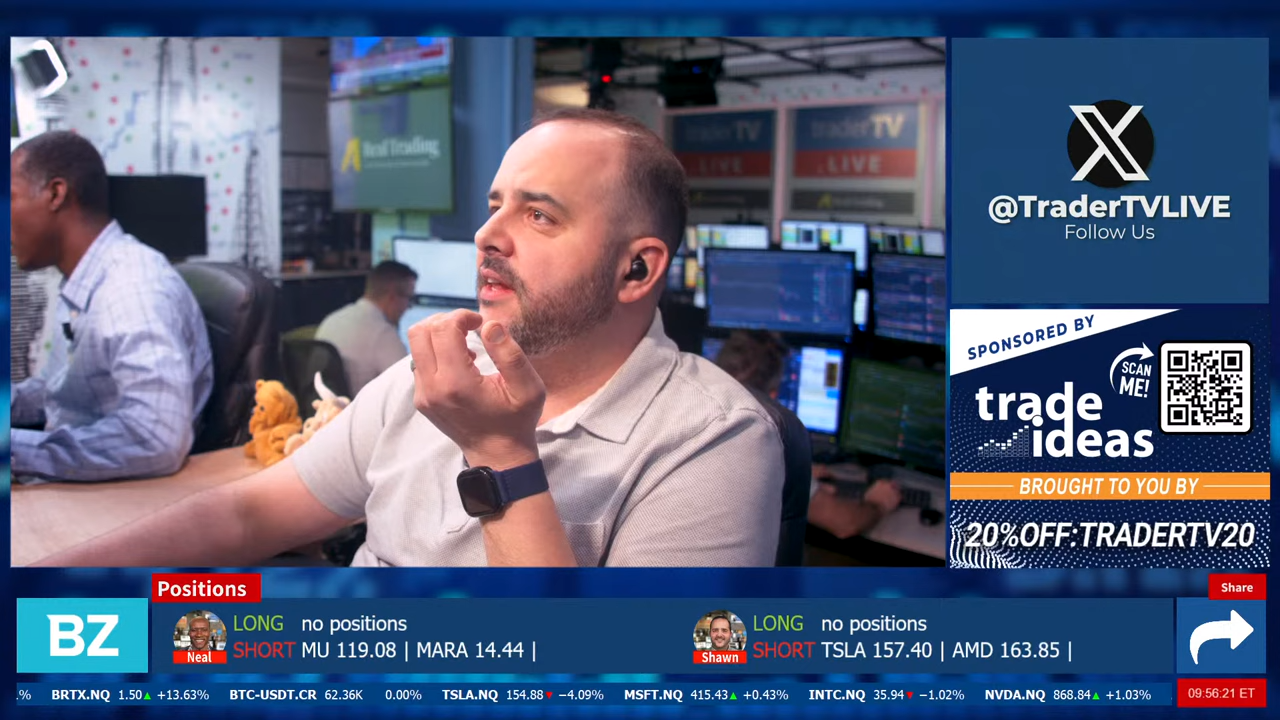 Real Trading
traderTV
.LIVE
traderTV
.LIVE
@TraderTVLIVE
Follow Us
SPONSORED BY
SCAN
ME!
trade
ideas
BROUGHT TO YOU BY
20%OFF:TRADERTV20
Positions
Share
BZ
LONG no positions
SHORT MU 119.08 | MARA 14.44 |
Neal
LONG no positions
SHORT TSLA 157.40 | AMD 163.85 |
Shawn
.% BRTX.NQ 1.50▲ +13.63% BTC-USDT.CR 62.36K 0.00% TSLA.NQ 154.88▼ −4.09% MSFT.NQ 415.43▲ +0.43% INTC.NQ 35.94▼ −1.02% NVDA.NQ 868.84▲ +1.03%
09:56:21 ET